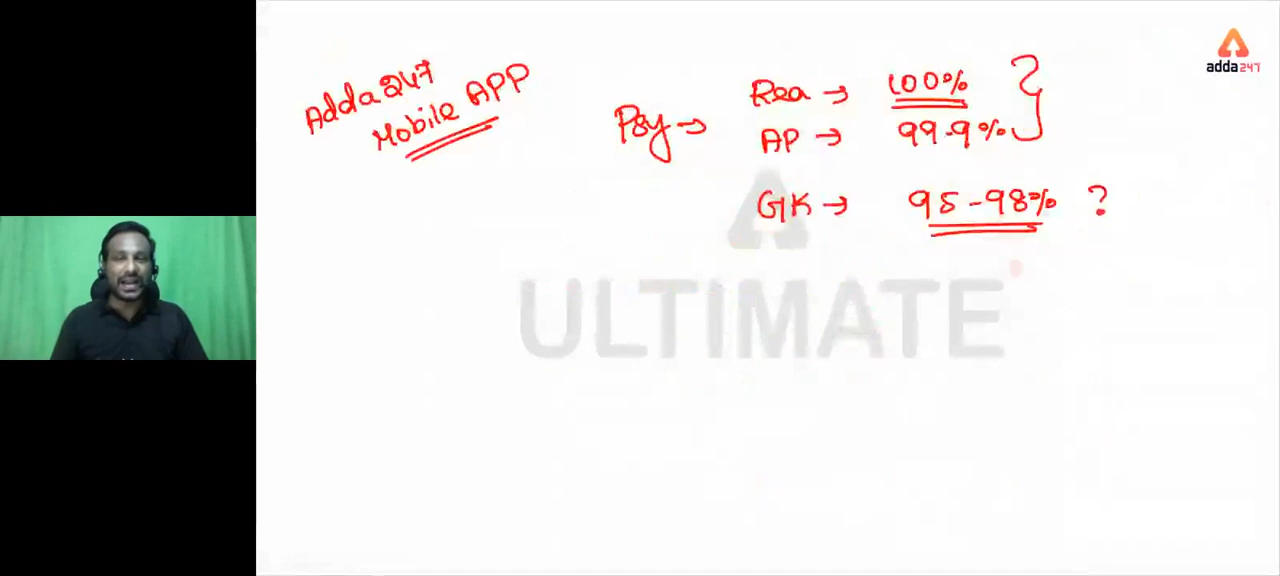 adda247
Adda247
Mobile APP
Psy → Rea → 100%
AP → 99.9%
GK → 95-98% ?
ULTIMATE